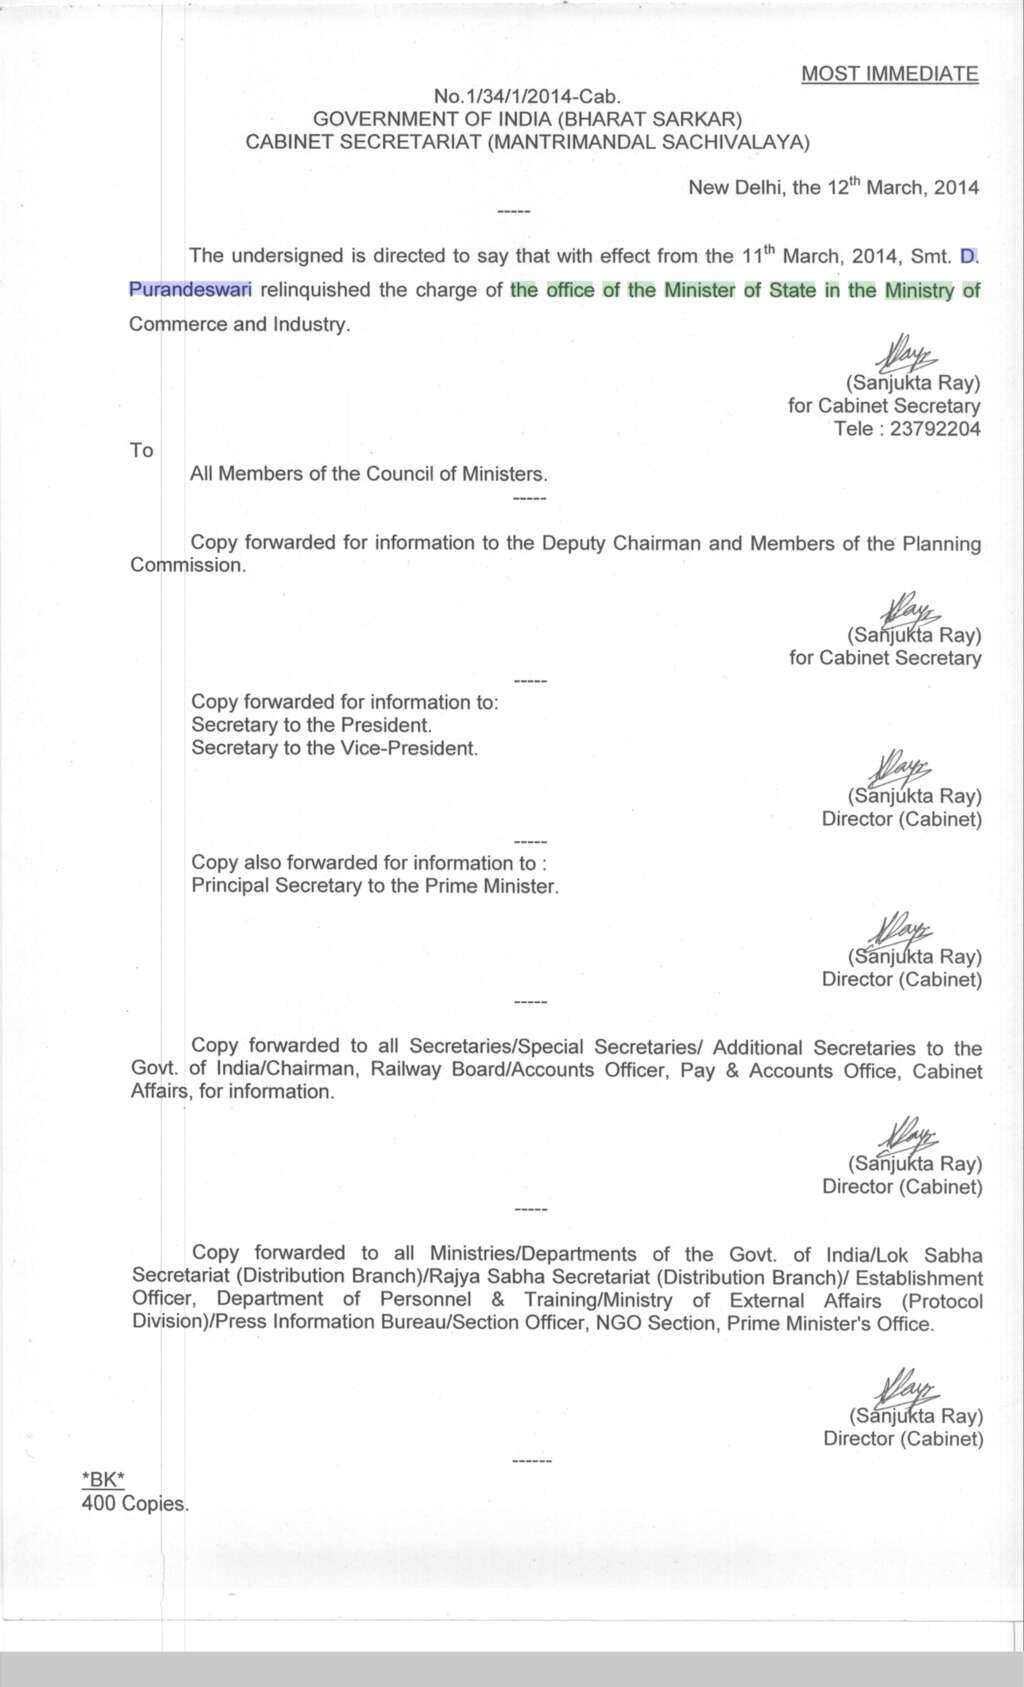 MOST IMMEDIATE
No.1/34/1/2014-Cab.
GOVERNMENT OF INDIA (BHARAT SARKAR)
CABINET SECRETARIAT (MANTRIMANDAL SACHIVALAYA)
New Delhi, the 12th March, 2014
-----
The undersigned is directed to say that with effect from the 11th March, 2014, Smt. D.
Purandeswari relinquished the charge of the office of the Minister of State in the Ministry of
Commerce and Industry.
(Sanjukta Ray)
for Cabinet Secretary
Tele : 23792204
To
All Members of the Council of Ministers.
-----
Copy forwarded for information to the Deputy Chairman and Members of the Planning
Commission.
(Sanjukta Ray)
for Cabinet Secretary
-----
Copy forwarded for information to:
Secretary to the President.
Secretary to the Vice-President.
(Sanjukta Ray)
Director (Cabinet)
-----
Copy also forwarded for information to :
Principal Secretary to the Prime Minister.
(Sanjukta Ray)
Director (Cabinet)
-----
Copy forwarded to all Secretaries/Special Secretaries/ Additional Secretaries to the
Govt. of India/Chairman, Railway Board/Accounts Officer, Pay & Accounts Office, Cabinet
Affairs, for information.
(Sanjukta Ray)
Director (Cabinet)
-----
Copy forwarded to all Ministries/Departments of the Govt. of India/Lok Sabha
Secretariat (Distribution Branch)/Rajya Sabha Secretariat (Distribution Branch)/ Establishment
Officer, Department of Personnel & Training/Ministry of External Affairs (Protocol
Division)/Press Information Bureau/Section Officer, NGO Section, Prime Minister's Office.
(Sanjukta Ray)
Director (Cabinet)
------
*BK*
400 Copies.